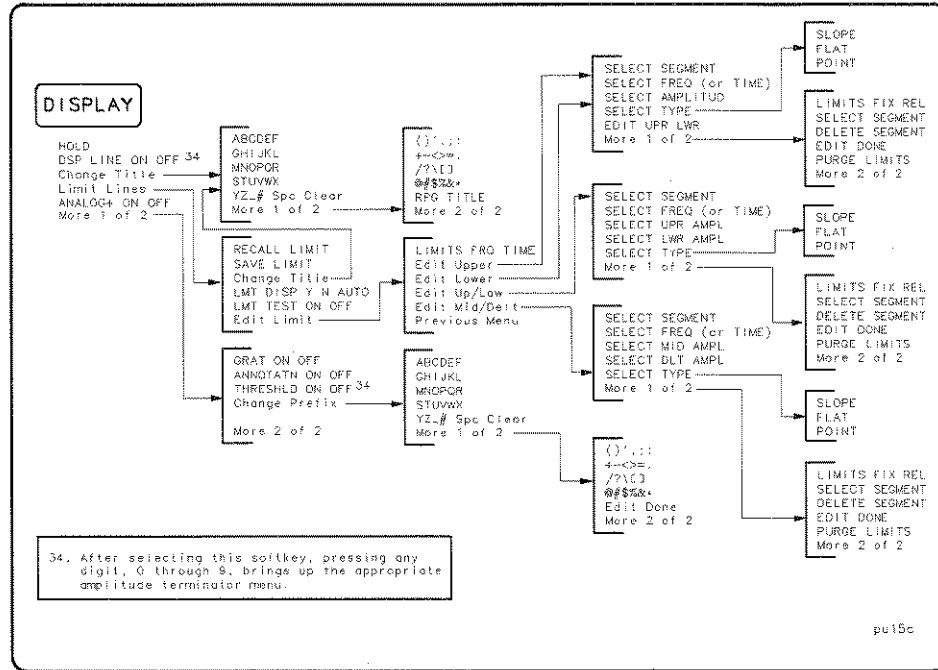 DISPLAY
HOLD
DSP LINE ON OFF 34
Change Title
Limit Lines
ANALOG+ ON OFF
More 1 of 2
ABCDEF
GHIJKL
MNOPQR
STUVWX
YZ_# Spc Clear
More 1 of 2
RPG TITLE
More 2 of 2
RECALL LIMIT
SAVE LIMIT
Change Title
LMT DISP Y N AUTO
LMT TEST ON OFF
Edit Limit
LIMITS FRQ TIME
Edit Upper
Edit Lower
Edit Up/Low
Edit Mid/Delt
Previous Menu
GRAT ON OFF
ANNOTATN ON OFF
THRESHLD ON OFF 34
Change Prefix
More 2 of 2
ABCDEF
GHIJKL
MNOPQR
STUVWX
YZ_# Spc Clear
More 1 of 2
Edit Done
More 2 of 2
SELECT SEGMENT
SELECT FREQ (or TIME)
SELECT AMPLITUD
SELECT TYPE
EDIT UPR LWR
More 1 of 2
SLOPE
FLAT
POINT
LIMITS FIX REL
SELECT SEGMENT
DELETE SEGMENT
EDIT DONE
PURGE LIMITS
More 2 of 2
SELECT SEGMENT
SELECT FREQ (or TIME)
SELECT UPR AMPL
SELECT LWR AMPL
SELECT TYPE
More 1 of 2
SLOPE
FLAT
POINT
LIMITS FIX REL
SELECT SEGMENT
DELETE SEGMENT
EDIT DONE
PURGE LIMITS
More 2 of 2
SELECT SEGMENT
SELECT FREQ (or TIME)
SELECT MID AMPL
SELECT DLT AMPL
SELECT TYPE
More 1 of 2
SLOPE
FLAT
POINT
LIMITS FIX REL
SELECT SEGMENT
DELETE SEGMENT
EDIT DONE
PURGE LIMITS
More 2 of 2
34. After selecting this softkey, pressing any
digit, 0 through 9, brings up the appropriate
amplitude terminator menu.
pu15c